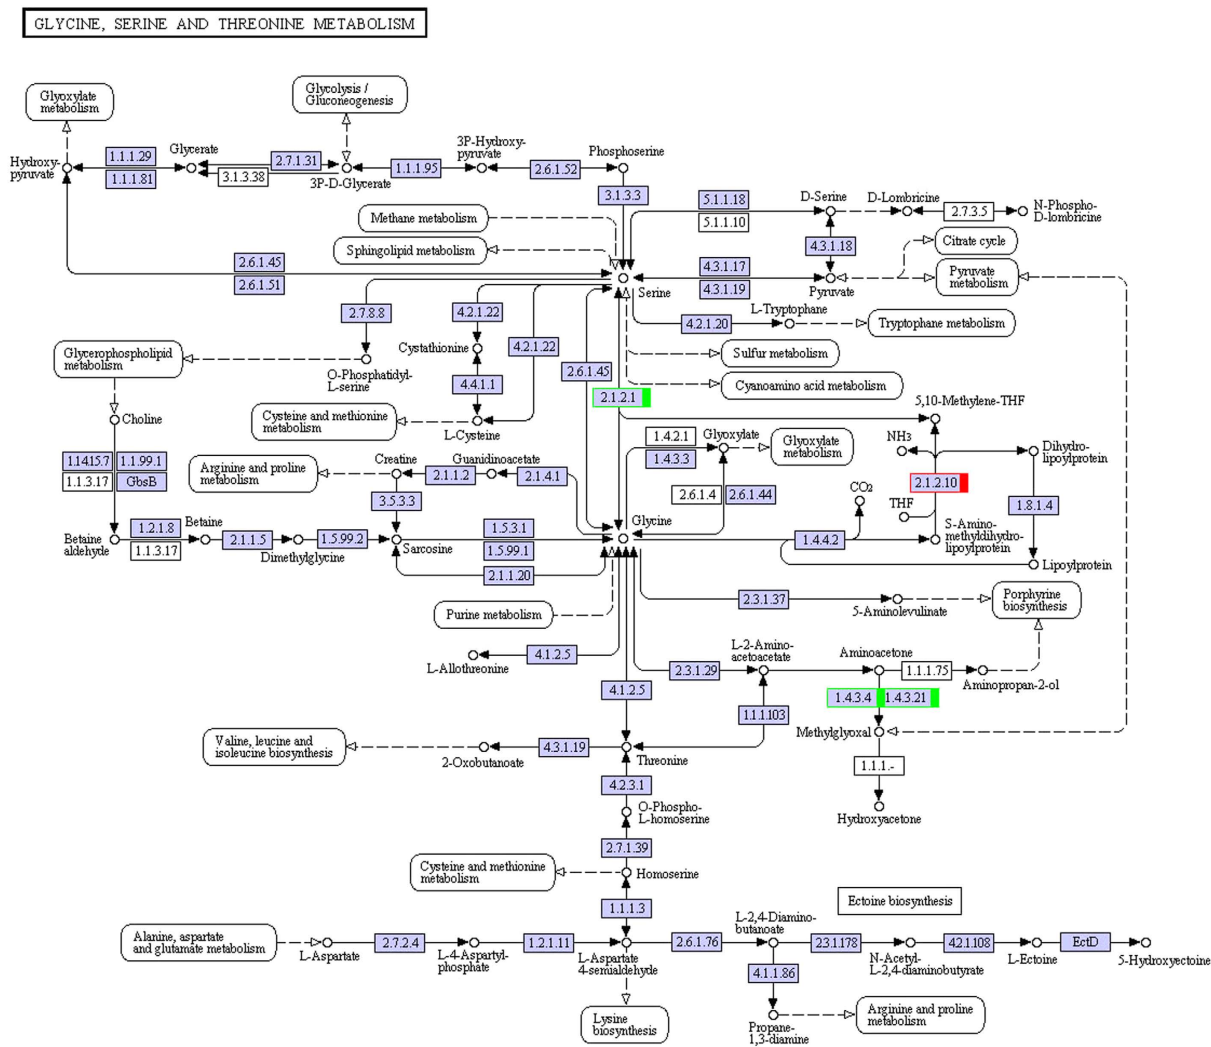 GLYCINE, SERINE AND THREONINE METABOLISM
Glyoxylate
metabolism
Glycolysis /
Gluconeogenesis
Hydroxy-
pyruvate
1.1.1.29
1.1.1.81
Glycerate
2.7.1.31
3.1.3.38
3P-D-Glycerate
1.1.1.95
3P-Hydroxy-
pyruvate
2.6.1.52
Phosphoserine
3.1.3.3
Methane metabolism
Sphingolipid metabolism
5.1.1.18
5.1.1.10
D-Serine
D-Lombricine
2.7.3.5
N-Phospho-
D-lombricine
4.3.1.18
Citrate cycle
2.6.1.45
2.6.1.51
Serine
4.3.1.17
4.3.1.19
Pyruvate
Pyruvate
metabolism
2.7.8.8
4.2.1.22
4.2.1.22
L-Tryptophane
4.2.1.20
Tryptophane metabolism
Glycerophospholipid
metabolism
O-Phosphatidyl-
L-serine
Cystathionine
4.4.1.1
2.6.1.45
Sulfur metabolism
Cyanoamino acid metabolism
2.1.2.1
Choline
Cysteine and methionine
metabolism
L-Cysteine
5,10-Methylene-THF
1.14.15.7
1.1.99.1
1.1.3.17
GbsB
Arginine and proline
metabolism
Creatine
2.1.1.2
Guanidinoacetate
2.1.4.1
3.5.3.3
1.4.2.1
1.4.3.3
Glyoxylate
Glyoxylate
metabolism
NH3
Dihydro-
lipoylprotein
2.6.1.4
2.6.1.44
CO2
2.1.2.10
THF
1.8.1.4
Betaine
aldehyde
1.2.1.8
1.1.3.17
Betaine
2.1.1.5
Dimethylglycine
1.5.99.2
Sarcosine
1.5.3.1
1.5.99.1
2.1.1.20
Glycine
1.4.4.2
S-Amino-
methyldihydro-
lipoylprotein
Lipoylprotein
Purine metabolism
2.3.1.37
5-Aminolevulinate
Porphyrine
biosynthesis
L-Allothreonine
4.1.2.5
4.1.2.5
2.3.1.29
L-2-Amino-
acetoacetate
Aminoacetone
1.1.1.75
Aminopropan-2-ol
1.1.1.103
1.4.3.4
1.4.3.21
Methylglyoxal
Valine, leucine and
isoleucine biosynthesis
2-Oxobutanoate
4.3.1.19
Threonine
1.1.1.-
4.2.3.1
O-Phospho-
L-homoserine
Hydroxyacetone
2.7.1.39
Cysteine and methionine
metabolism
Homoserine
1.1.1.3
Ectoine biosynthesis
Alanine, aspartate
and glutamate metabolism
L-Aspartate
2.7.2.4
L-4-Aspartyl-
phosphate
1.2.1.11
L-Aspartate
4-semialdehyde
2.6.1.76
L-2,4-Diamino-
butanoate
2.3.1.178
N-Acetyl-
L-2,4-diaminobutyrate
4.2.1.108
L-Ectoine
EctD
5-Hydroxyectoine
4.1.1.86
Lysine
biosynthesis
Propane-
1,3-diamine
Arginine and proline
metabolism